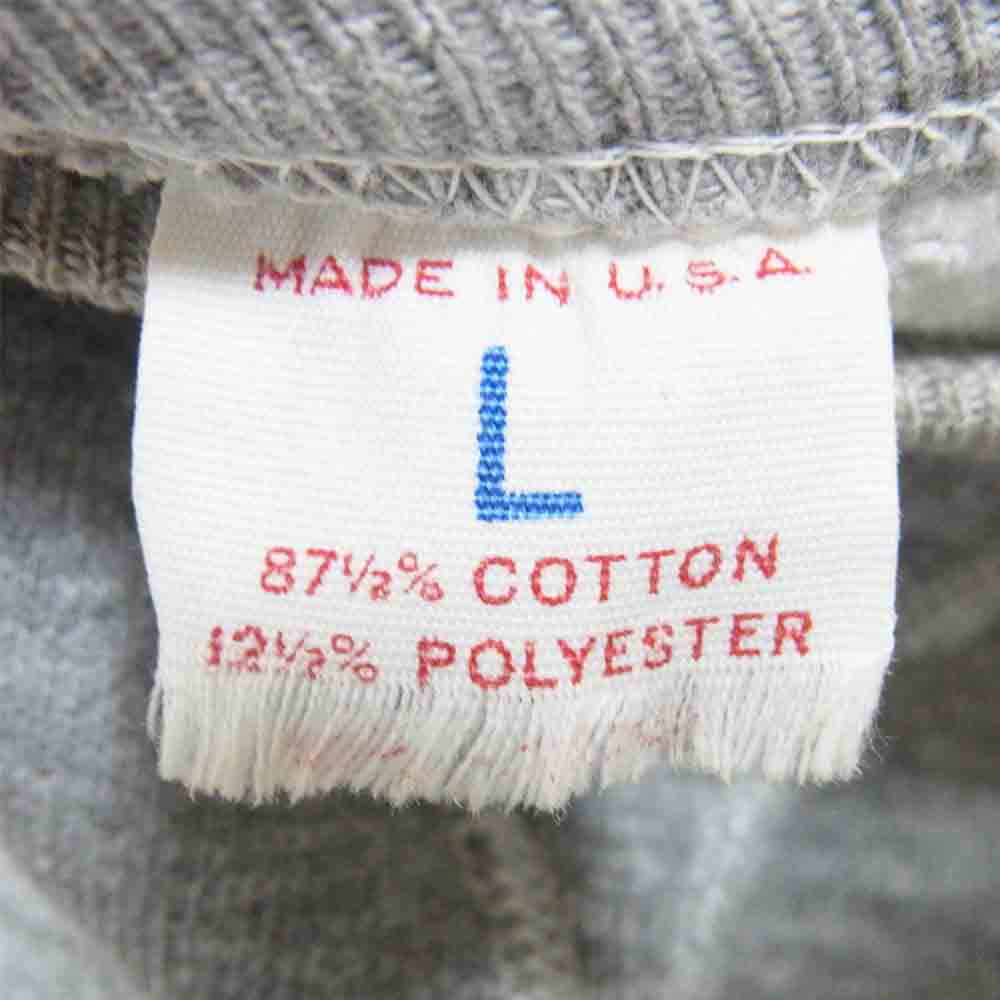 MADE IN U.S.A.
L
87½% COTTON
12½% POLYESTER